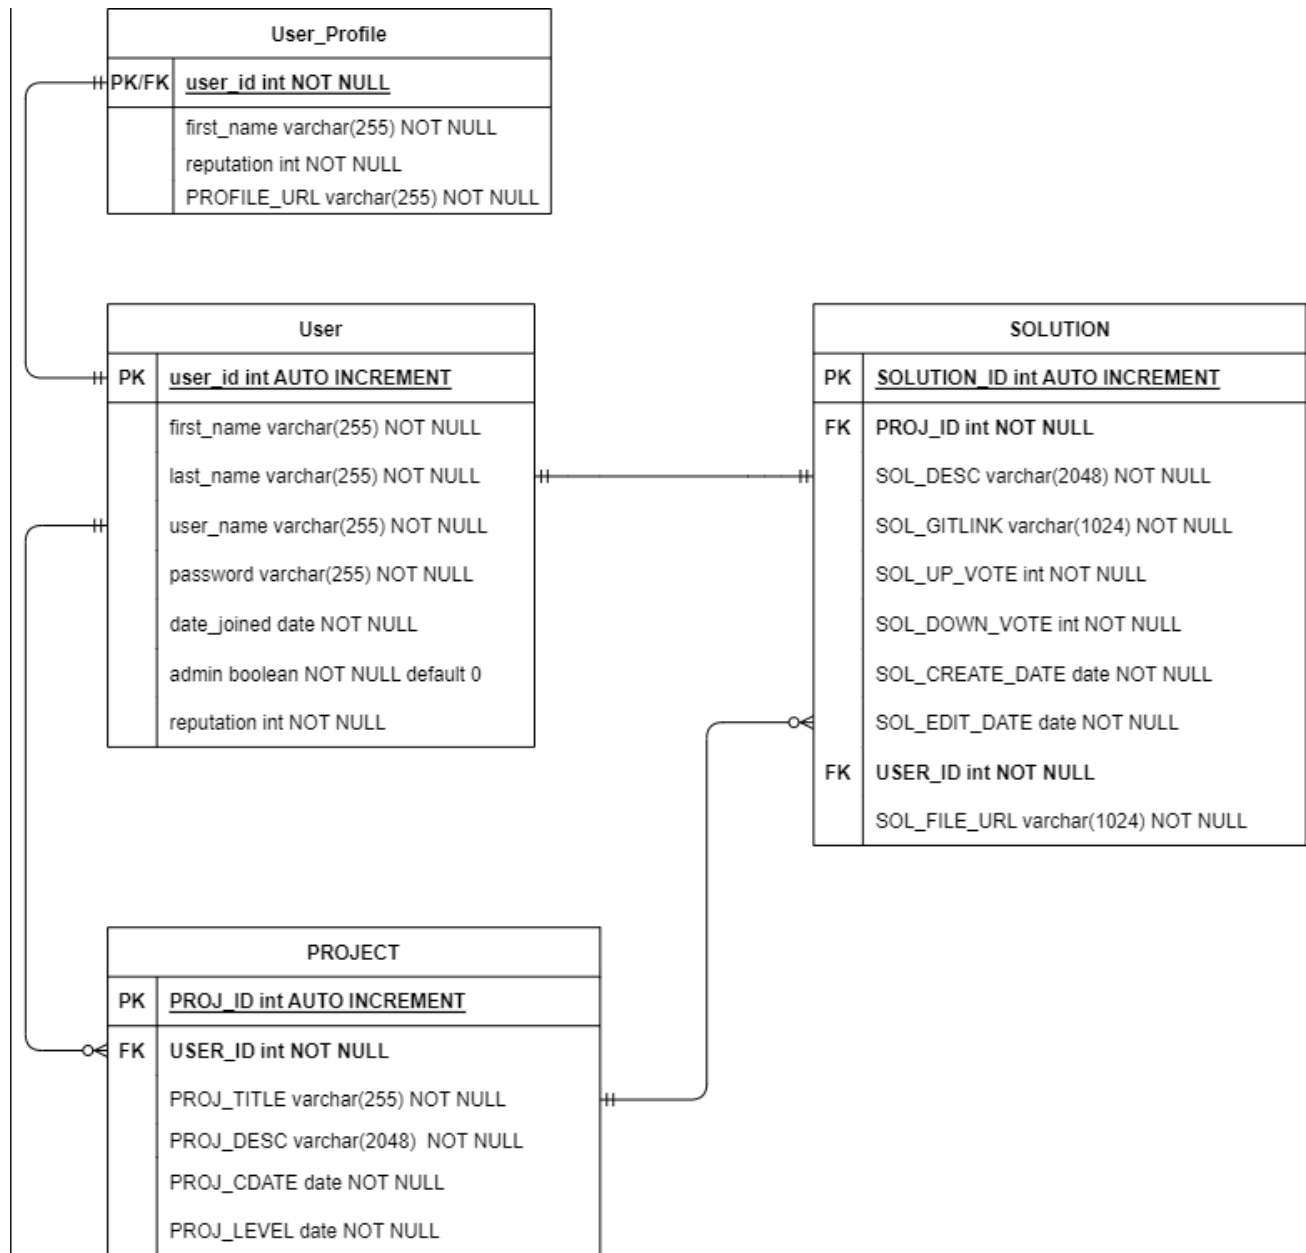 User_Profile
PK/FK user_id int NOT NULL
first_name varchar(255) NOT NULL
reputation int NOT NULL
PROFILE_URL varchar(255) NOT NULL
User
PK user_id int AUTO INCREMENT
first_name varchar(255) NOT NULL
last_name varchar(255) NOT NULL
user_name varchar(255) NOT NULL
password varchar(255) NOT NULL
date_joined date NOT NULL
admin boolean NOT NULL default 0
reputation int NOT NULL
SOLUTION
PK SOLUTION_ID int AUTO INCREMENT
FK PROJ_ID int NOT NULL
SOL_DESC varchar(2048) NOT NULL
SOL_GITLINK varchar(1024) NOT NULL
SOL_UP_VOTE int NOT NULL
SOL_DOWN_VOTE int NOT NULL
SOL_CREATE_DATE date NOT NULL
SOL_EDIT_DATE date NOT NULL
FK USER_ID int NOT NULL
SOL_FILE_URL varchar(1024) NOT NULL
PROJECT
PK PROJ_ID int AUTO INCREMENT
FK USER_ID int NOT NULL
PROJ_TITLE varchar(255) NOT NULL
PROJ_DESC varchar(2048) NOT NULL
PROJ_CDATE date NOT NULL
PROJ_LEVEL date NOT NULL